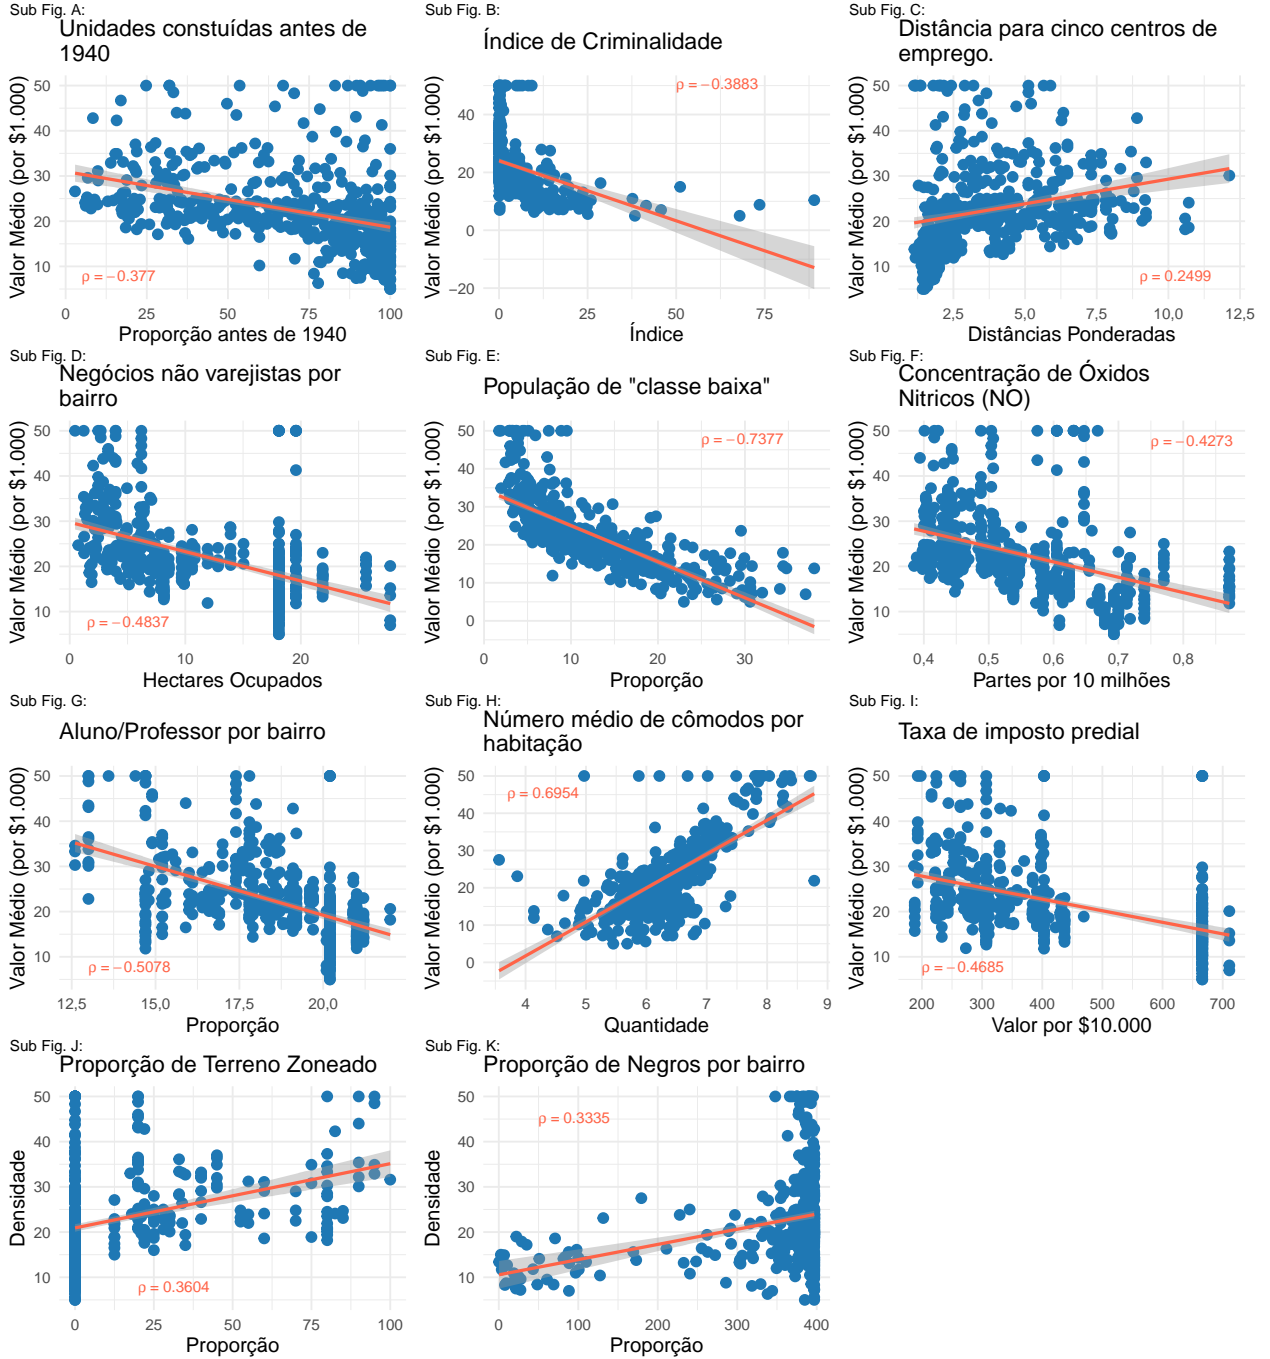 Sub Fig. A:
Unidades constuídas antes de
1940
Valor Médio (por $1.000)
50
40
30
20
10
ρ = −0.377
0 25 50 75 100
Proporção antes de 1940
Sub Fig. B:
Índice de Criminalidade
Valor Médio (por $1.000)
40
20
0
−20
ρ = −0.3883
0 25 50 75
Índice
Sub Fig. C:
Distância para cinco centros de
emprego.
Valor Médio (por $1.000)
50
40
30
20
10
ρ = 0.2499
2,5 5,0 7,5 10,0 12,5
Distâncias Ponderadas
Sub Fig. D:
Negócios não varejistas por
bairro
Valor Médio (por $1.000)
50
40
30
20
10
ρ = −0.4837
0 10 20
Hectares Ocupados
Sub Fig. E:
População de "classe baixa"
Valor Médio (por $1.000)
50
40
30
20
10
0
ρ = −0.7377
0 10 20 30
Proporção
Sub Fig. F:
Concentração de Óxidos
Nitricos (NO)
Valor Médio (por $1.000)
50
40
30
20
10
ρ = −0.4273
0,4 0,5 0,6 0,7 0,8
Partes por 10 milhões
Sub Fig. G:
Aluno/Professor por bairro
Valor Médio (por $1.000)
50
40
30
20
10
ρ = −0.5078
12,5 15,0 17,5 20,0
Proporção
Sub Fig. H:
Número médio de cômodos por
habitação
Valor Médio (por $1.000)
50
40
30
20
10
0
ρ = 0.6954
4 5 6 7 8 9
Quantidade
Sub Fig. I:
Taxa de imposto predial
Valor Médio (por $1.000)
50
40
30
20
10
ρ = −0.4685
200 300 400 500 600 700
Valor por $10.000
Sub Fig. J:
Proporção de Terreno Zoneado
Densidade
50
40
30
20
10
ρ = 0.3604
0 25 50 75 100
Proporção
Sub Fig. K:
Proporção de Negros por bairro
Densidade
50
40
30
20
10
ρ = 0.3335
0 100 200 300 400
Proporção